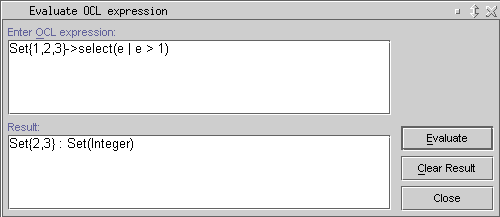 Evaluate OCL expression
Enter OCL expression:
Set{1,2,3}->select(e | e > 1)
Result:
Set{2,3} : Set(Integer)
Evaluate
Clear Result
Close